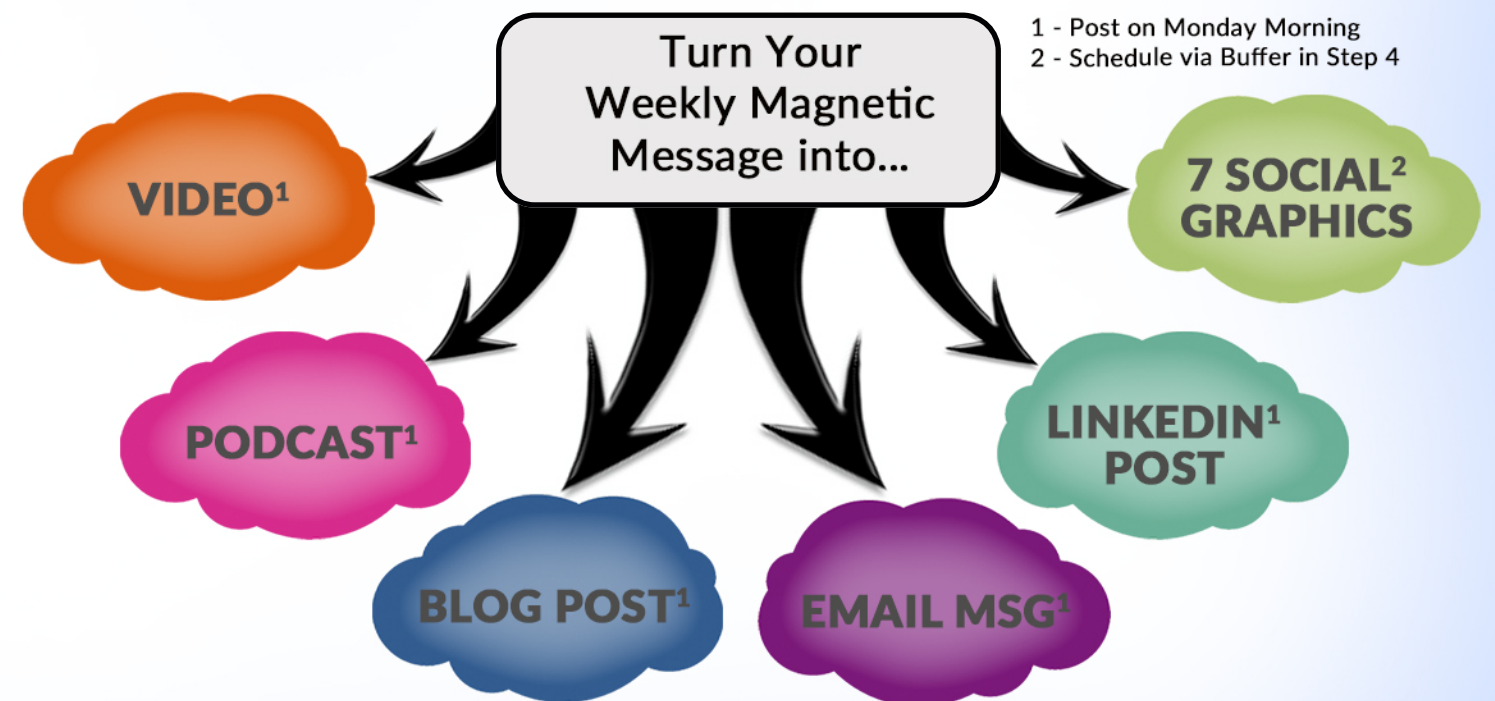 Turn Your
Weekly Magnetic
Message into...
1 - Post on Monday Morning
2 - Schedule via Buffer in Step 4
VIDEO¹
7 SOCIAL²
GRAPHICS
PODCAST¹
LINKEDIN¹
POST
BLOG POST¹
EMAIL MSG¹